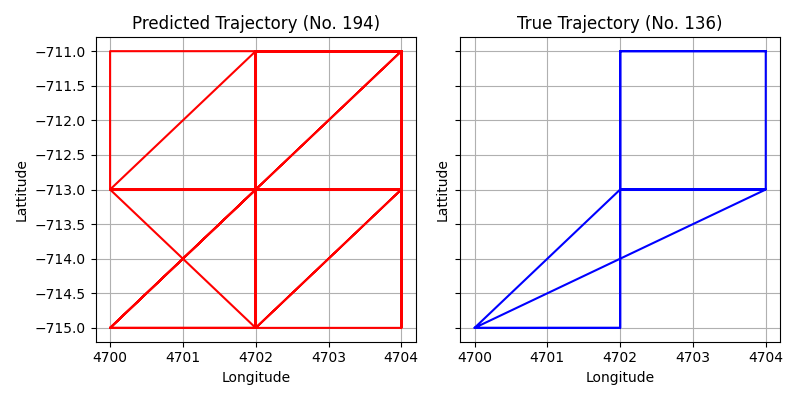 Predicted Trajectory (No. 194)
Lattitude
−711.0
−711.5
−712.0
−712.5
−713.0
−713.5
−714.0
−714.5
−715.0
4700 4701 4702 4703 4704
Longitude
True Trajectory (No. 136)
Lattitude
4700 4701 4702 4703 4704
Longitude